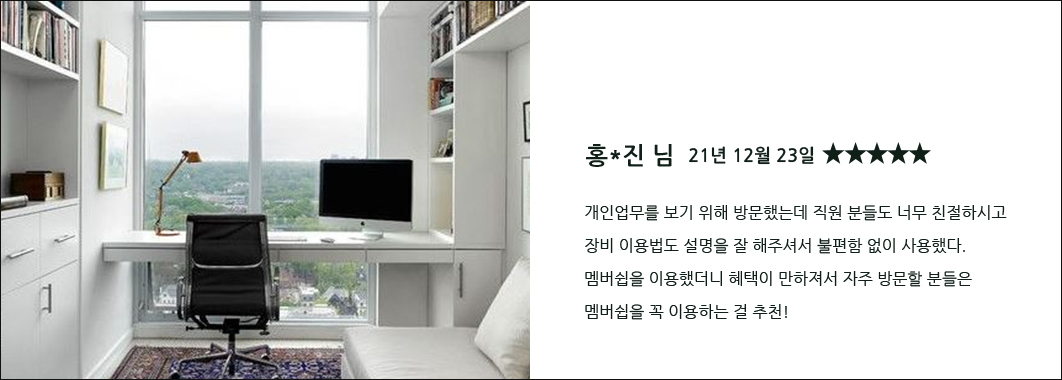 홍*진 님 21년 12월 23일 ★★★★★
개인업무를 보기 위해 방문했는데 직원 분들도 너무 친절하시고
장비 이용법도 설명을 잘 해주셔서 불편함 없이 사용했다.
멤버쉽을 이용했더니 혜택이 만하져서 자주 방문할 분들은
멤버쉽을 꼭 이용하는 걸 추천!